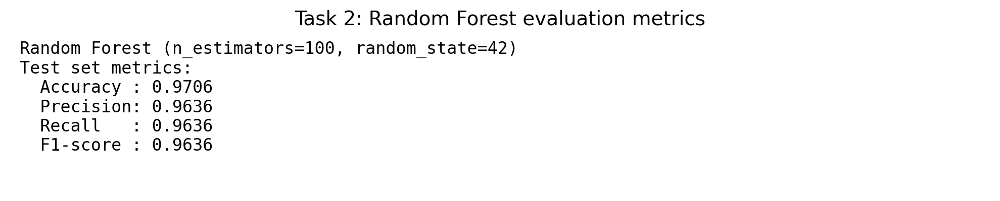 Task 2: Random Forest evaluation metrics
Random Forest (n_estimators=100, random_state=42)
Test set metrics:
  Accuracy : 0.9706
  Precision: 0.9636
  Recall   : 0.9636
  F1-score : 0.9636